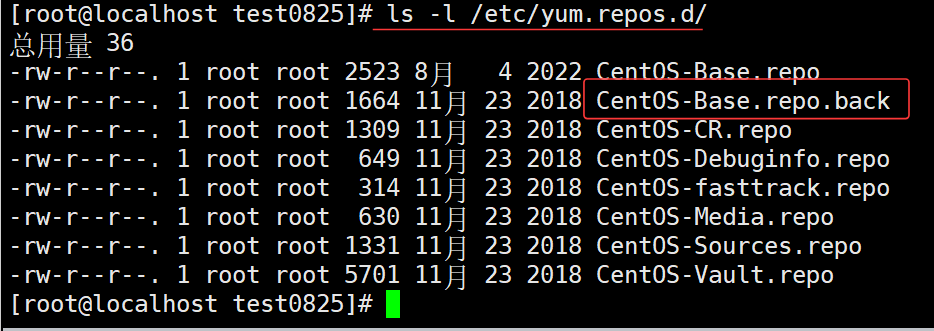 [root@localhost test0825]# ls -l /etc/yum.repos.d/
总用量 36
-rw-r--r--. 1 root root 2523 8月   4 2022 CentOS-Base.repo
-rw-r--r--. 1 root root 1664 11月 23 2018 CentOS-Base.repo.back
-rw-r--r--. 1 root root 1309 11月 23 2018 CentOS-CR.repo
-rw-r--r--. 1 root root  649 11月 23 2018 CentOS-Debuginfo.repo
-rw-r--r--. 1 root root  314 11月 23 2018 CentOS-fasttrack.repo
-rw-r--r--. 1 root root  630 11月 23 2018 CentOS-Media.repo
-rw-r--r--. 1 root root 1331 11月 23 2018 CentOS-Sources.repo
-rw-r--r--. 1 root root 5701 11月 23 2018 CentOS-Vault.repo
[root@localhost test0825]#